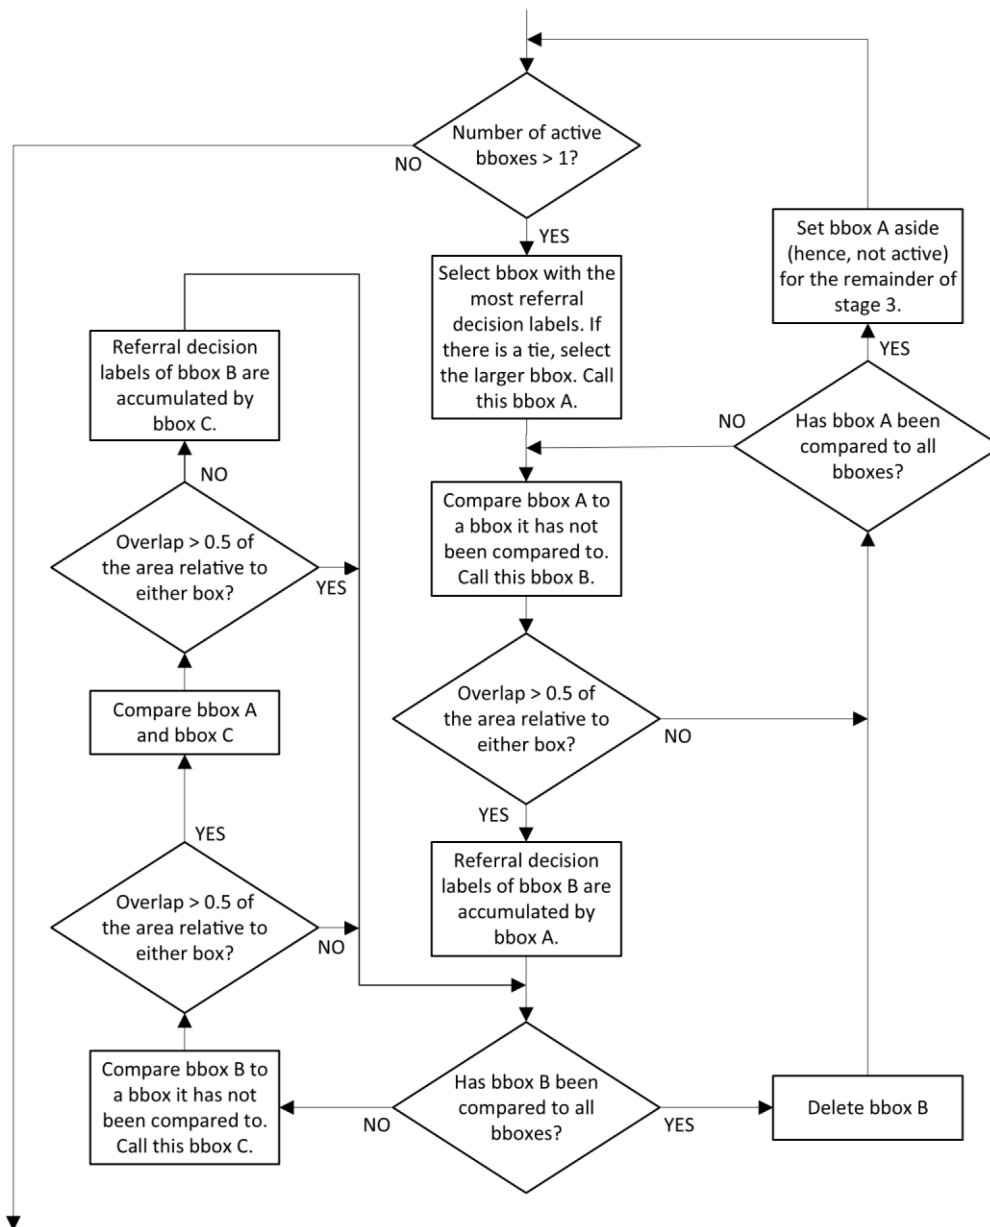 Number of active
bboxes > 1?
NO
YES
Select bbox with the
most referral
decision labels. If
there is a tie, select
the larger bbox. Call
this bbox A.
Set bbox A aside
(hence, not active)
for the remainder of
stage 3.
YES
Has bbox A been
compared to all
bboxes?
NO
Compare bbox A to
a bbox it has not
been compared to.
Call this bbox B.
Overlap > 0.5 of
the area relative to
either box?
NO
YES
Referral decision
labels of bbox B are
accumulated by
bbox A.
Has bbox B been
compared to all
bboxes?
NO
YES
Delete bbox B
Compare bbox B to
a bbox it has not
been compared to.
Call this bbox C.
Overlap > 0.5 of
the area relative to
either box?
YES
NO
Compare bbox A
and bbox C
Overlap > 0.5 of
the area relative to
either box?
YES
NO
Referral decision
labels of bbox B are
accumulated by
bbox C.